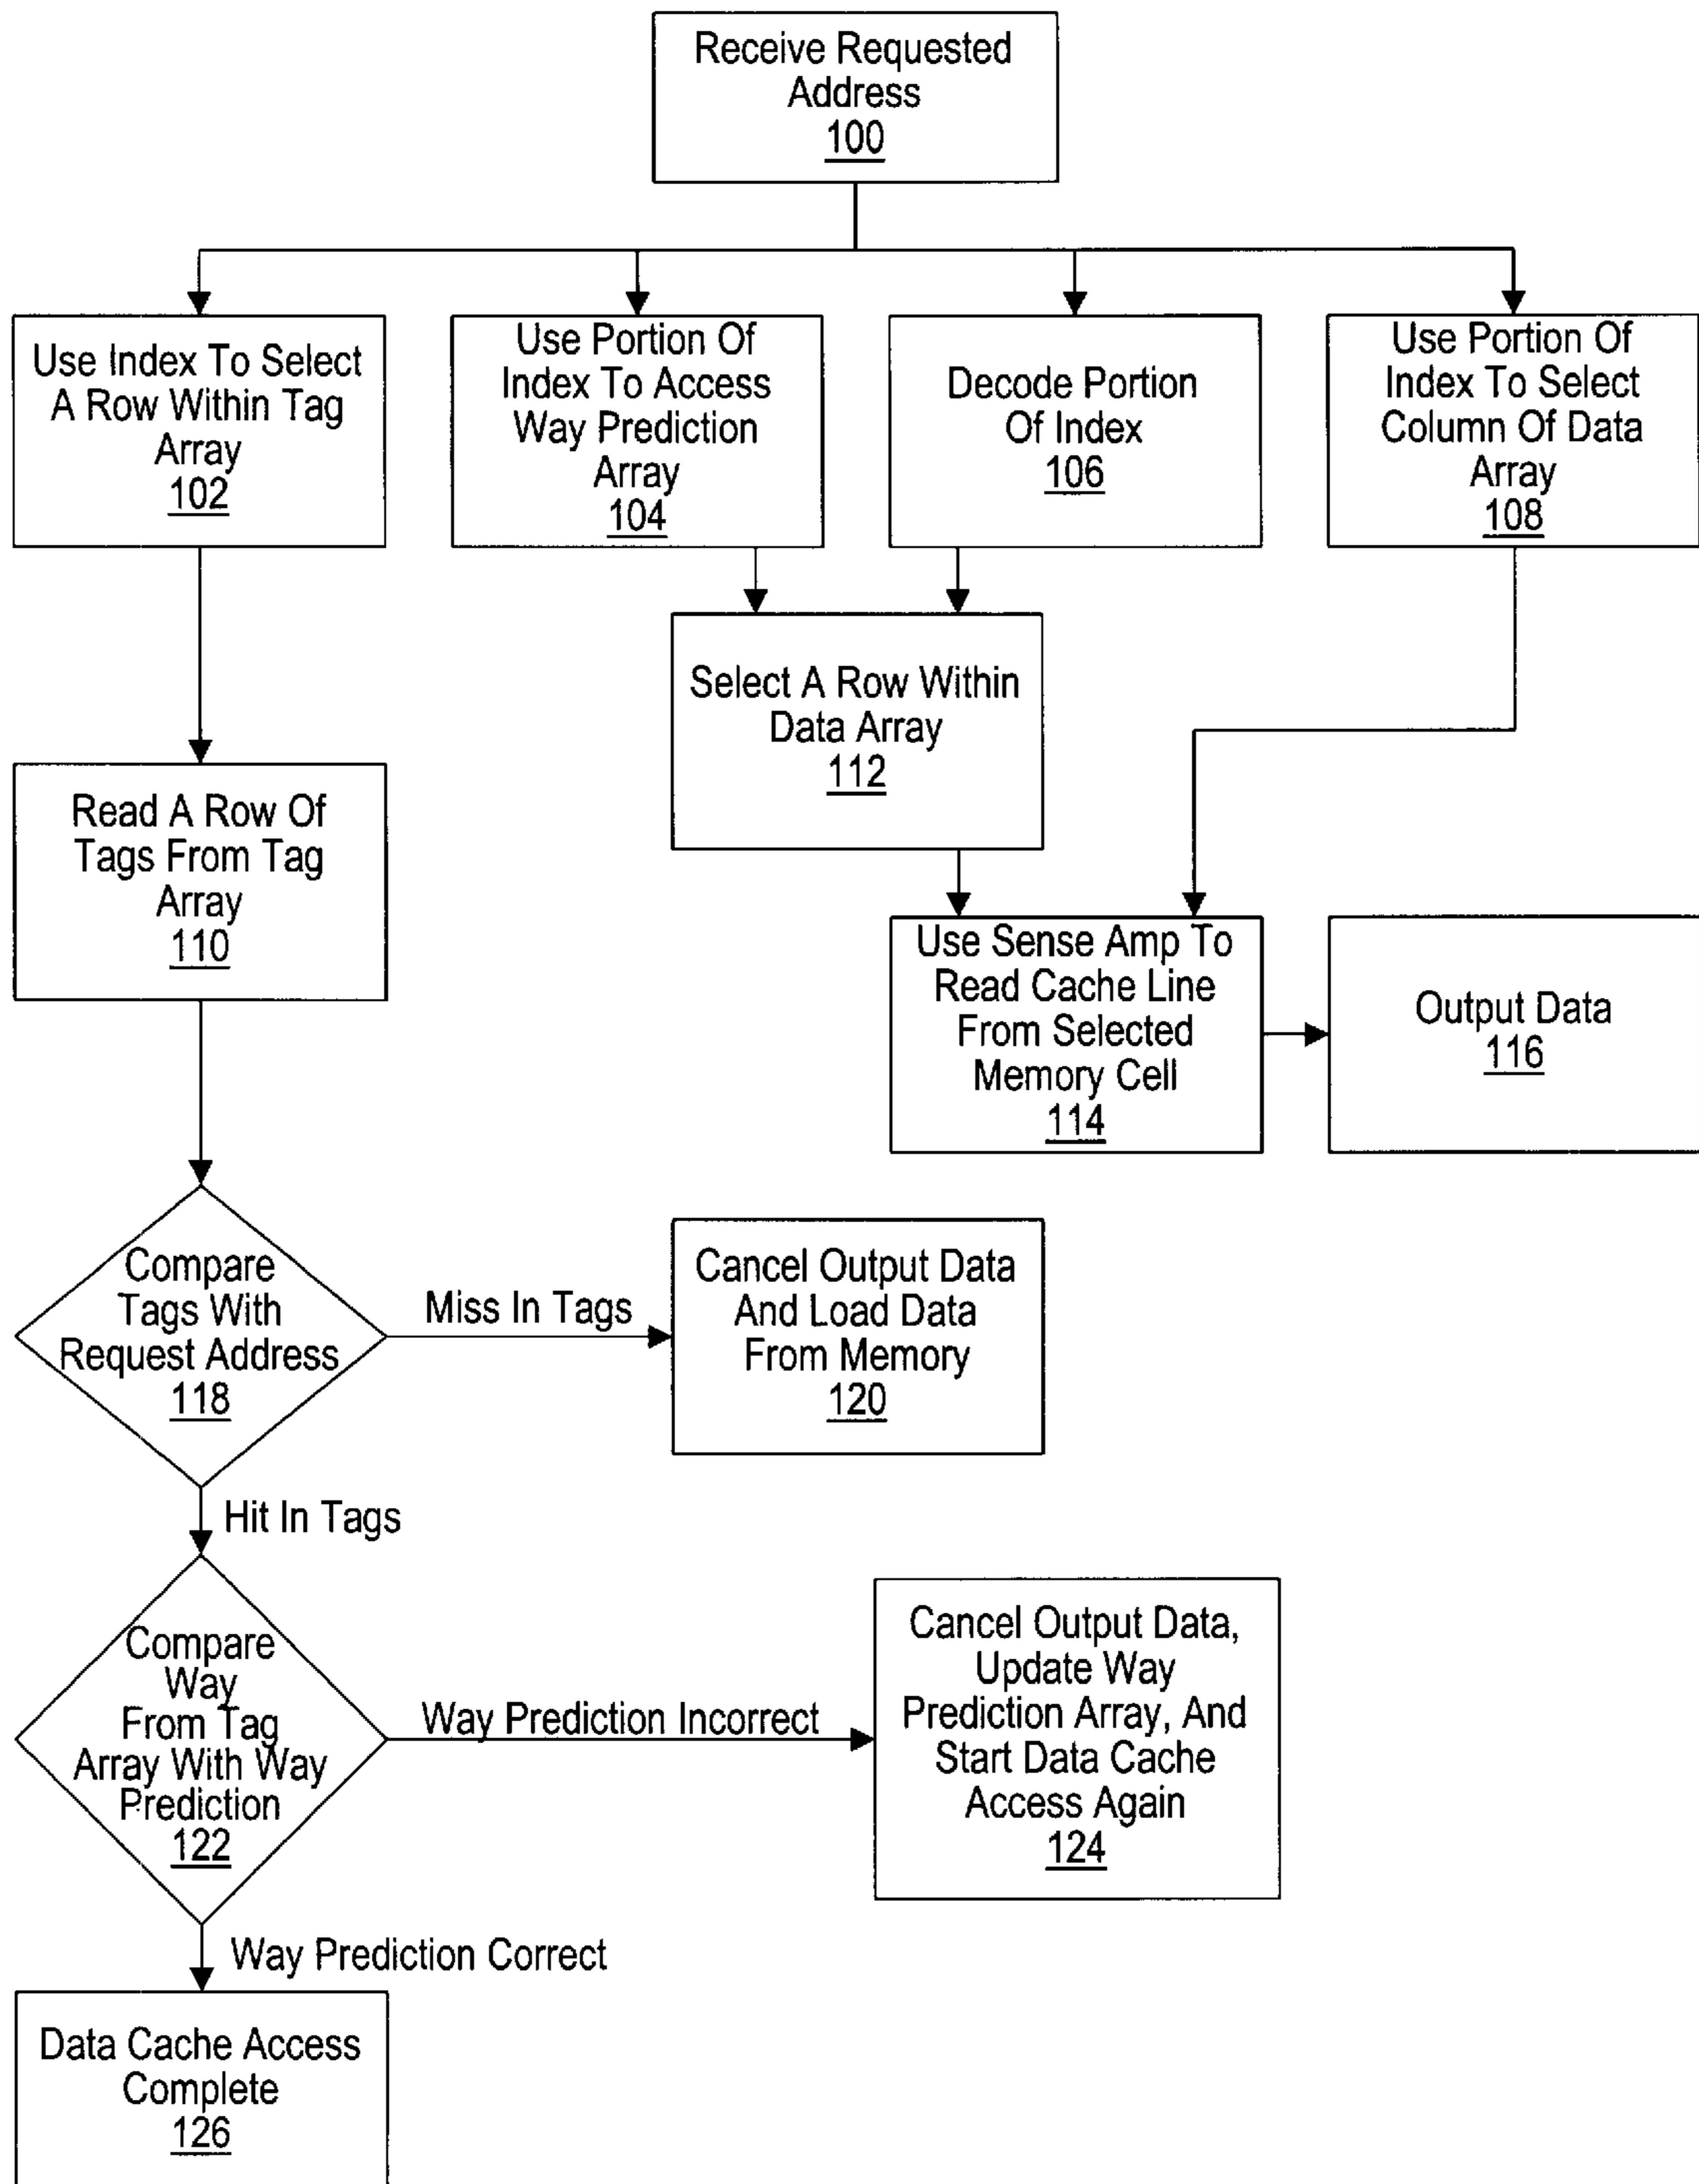 Receive Requested
Address
100
Use Index To Select
A Row Within Tag
Array
102
Use Portion Of
Index To Access
Way Prediction
Array
104
Decode Portion
Of Index
106
Use Portion Of
Index To Select
Column Of Data
Array
108
Select A Row Within
Data Array
112
Read A Row Of
Tags From Tag
Array
110
Use Sense Amp To
Read Cache Line
From Selected
Memory Cell
114
Output Data
116
Compare
Tags With
Request Address
118
Miss In Tags
Cancel Output Data
And Load Data
From Memory
120
Hit In Tags
Compare
Way
From Tag
Array With Way
Prediction
122
Way Prediction Incorrect
Cancel Output Data,
Update Way
Prediction Array, And
Start Data Cache
Access Again
124
Way Prediction Correct
Data Cache Access
Complete
126